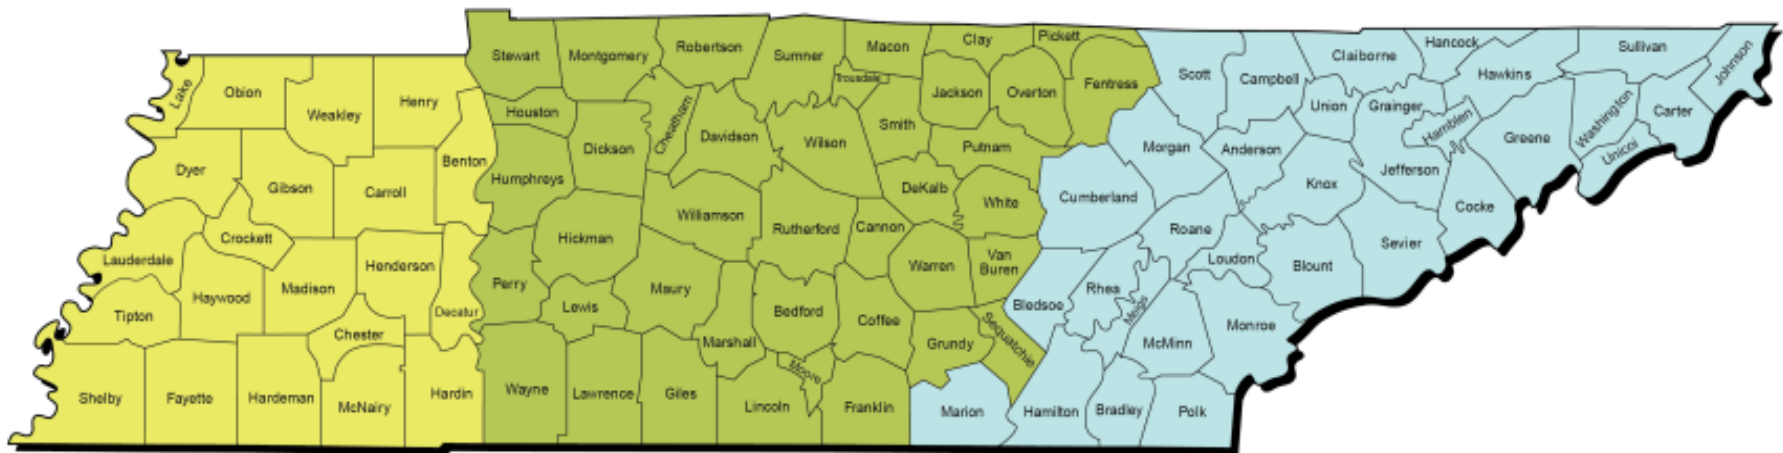 Lake
Obion
Weakley
Henry
Benton
Dyer
Gibson
Carroll
Crockett
Lauderdale
Haywood
Madison
Henderson
Decatur
Tipton
Chester
Shelby
Fayette
Hardeman
McNairy
Hardin
Stewart
Montgomery
Robertson
Sumner
Macon
Clay
Pickett
Trousdale
Jackson
Overton
Fentress
Houston
Cheatham
Davidson
Wilson
Smith
Putnam
Dickson
Humphreys
DeKalb
White
Williamson
Rutherford
Cannon
Hickman
Warren
Van
Buren
Perry
Lewis
Maury
Bedford
Coffee
Marshall
Grundy
Sequatchie
Moore
Wayne
Lawrence
Giles
Lincoln
Franklin
Scott
Campbell
Claiborne
Hancock
Hawkins
Sullivan
Johnson
Union
Grainger
Hamblen
Greene
Washington
Carter
Unicoi
Morgan
Anderson
Knox
Jefferson
Cocke
Cumberland
Roane
Loudon
Blount
Sevier
Bledsoe
Rhea
Meigs
McMinn
Monroe
Marion
Hamilton
Bradley
Polk